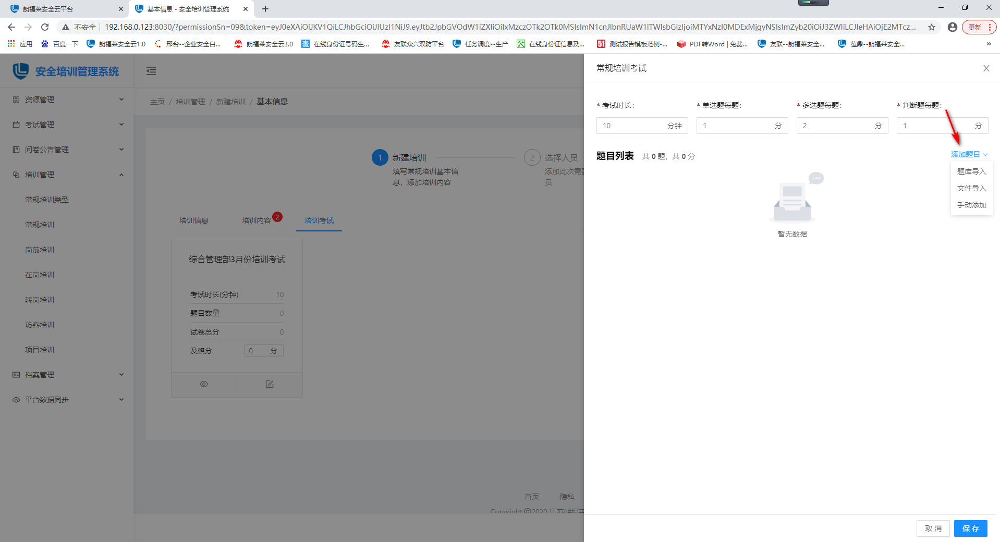 朗福莱安全云平台
基本信息 - 安全培训管理系统
不安全
192.168.0.123:8030/?permissionSn=09&token=eyJ0eXAiOiJKV1QiLCJhbGciOiJIUzI1NiJ9
应用
百度一下
朗福莱安全云1.0
邢台--企业安全自...
朗福莱安全云3.0
查
在线身份证号码生...
友联众兴双防平台
任务调度--生产
在线身份证信息及...
51
测试报告模板范例-...
PDF转Word | 免费...
友联--朗福莱安全...
蕴鼎--朗福莱安全...
更新
安全培训管理系统
资源管理
考试管理
问卷公告管理
培训管理
常规培训类型
常规培训
岗前培训
在岗培训
转岗培训
访客培训
项目培训
档案管理
平台数据同步
主页 / 培训管理 / 新建培训 / 基本信息
1 新建培训
填写常规培训基本信
息，添加培训内容
2 选择人员
添加此次需要
员
培训信息
培训内容 2
培训考试
综合管理部3月份培训考试
考试时长(分钟) 10
题目数量 0
试卷总分 0
及格分 0 分
首页 隐私
Copyright ©2020 江苏朗福莱
常规培训考试
* 考试时长：
10 分钟
* 单选题每题：
1 分
* 多选题每题：
2 分
* 判断题每题：
1 分
题目列表 共 0 题，共 0 分
添加题目
题库导入
文件导入
手动添加
暂无数据
取 消
保 存